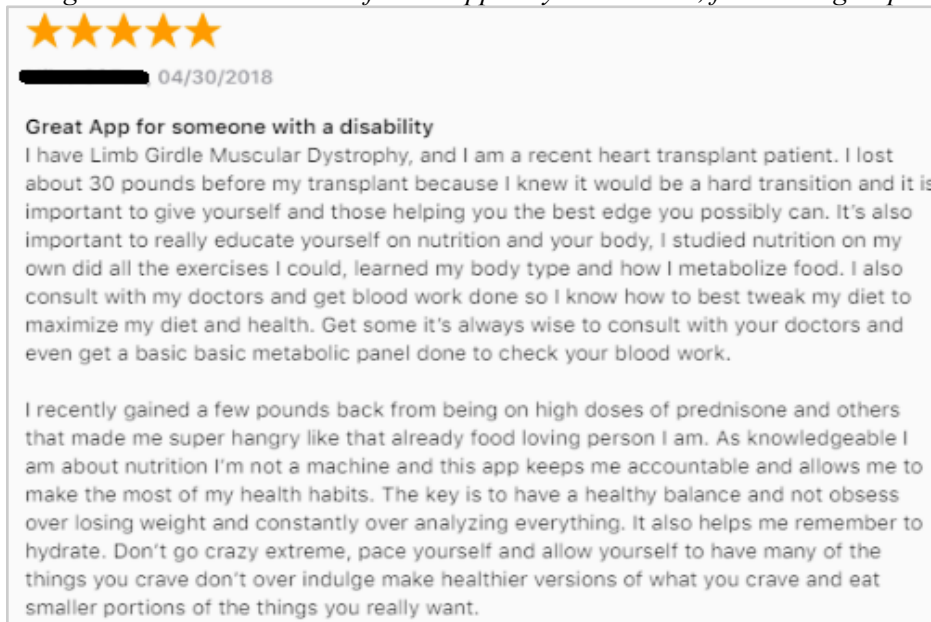 04/30/2018
Great App for someone with a disability
I have Limb Girdle Muscular Dystrophy, and I am a recent heart transplant patient. I lost
about 30 pounds before my transplant because I knew it would be a hard transition and it is
important to give yourself and those helping you the best edge you possibly can. It's also
important to really educate yourself on nutrition and your body, I studied nutrition on my
own did all the exercises I could, learned my body type and how I metabolize food. I also
consult with my doctors and get blood work done so I know how to best tweak my diet to
maximize my diet and health. Get some it's always wise to consult with your doctors and
even get a basic basic metabolic panel done to check your blood work.
I recently gained a few pounds back from being on high doses of prednisone and others
that made me super hangry like that already food loving person I am. As knowledgeable I
am about nutrition I'm not a machine and this app keeps me accountable and allows me to
make the most of my health habits. The key is to have a healthy balance and not obsess
over losing weight and constantly over analyzing everything. It also helps me remember to
hydrate. Don't go crazy extreme, pace yourself and allow yourself to have many of the
things you crave don't over indulge make healthier versions of what you crave and eat
smaller portions of the things you really want.